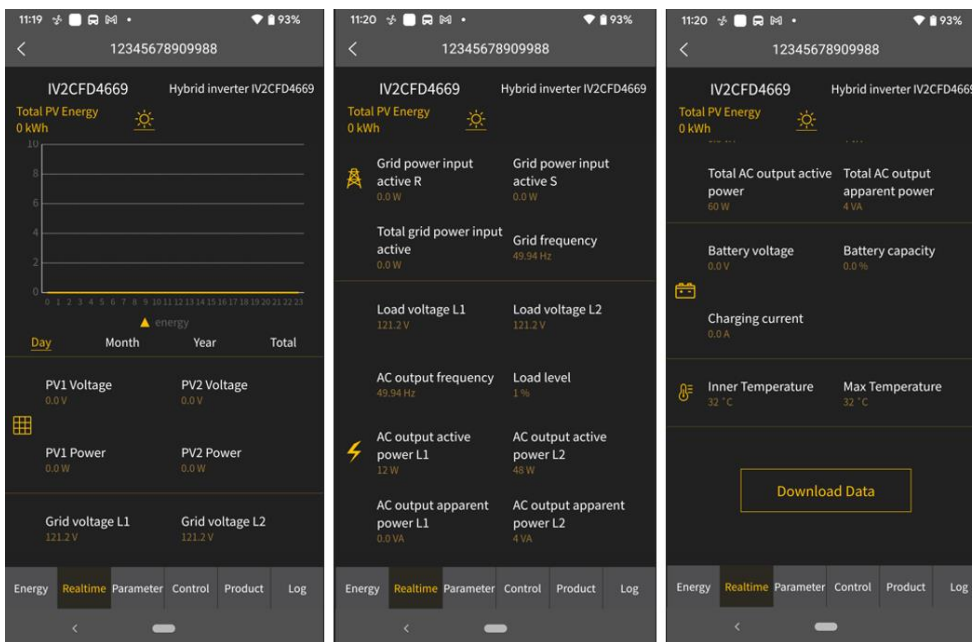 11:19
93%
12345678909988
IV2CFD4669
Hybrid inverter IV2CFD4669
Total PV Energy
0 kWh
10
8
6
4
2
0
0 1 2 3 4 5 6 7 8 9 10 11 12 13 14 15 16 17 18 19 20 21 22 23
energy
Day Month Year Total
PV1 Voltage PV2 Voltage
0.0 V 0.0 V
PV1 Power PV2 Power
0.0 W 0.0 W
Grid voltage L1 Grid voltage L2
121.2 V 121.2 V
Energy Realtime Parameter Control Product Log
11:20
93%
12345678909988
IV2CFD4669
Hybrid inverter IV2CFD4669
Total PV Energy
0 kWh
Grid power input Grid power input
active R active S
0.0 W 0.0 W
Total grid power input
active
0.0 W
Grid frequency
49.94 Hz
Load voltage L1 Load voltage L2
121.2 V 121.2 V
AC output frequency Load level
49.94 Hz 1 %
AC output active AC output active
power L1 power L2
12 W 48 W
AC output apparent AC output apparent
power L1 power L2
0.0 VA 4 VA
Energy Realtime Parameter Control Product Log
11:20
93%
12345678909988
IV2CFD4669
Hybrid inverter IV2CFD4669
Total PV Energy
0 kWh
Total AC output active Total AC output
power apparent power
60 W 4 VA
Battery voltage Battery capacity
0.0 V 0.0 %
Charging current
0.0 A
Inner Temperature Max Temperature
32 °C 32 °C
Download Data
Energy Realtime Parameter Control Product Log